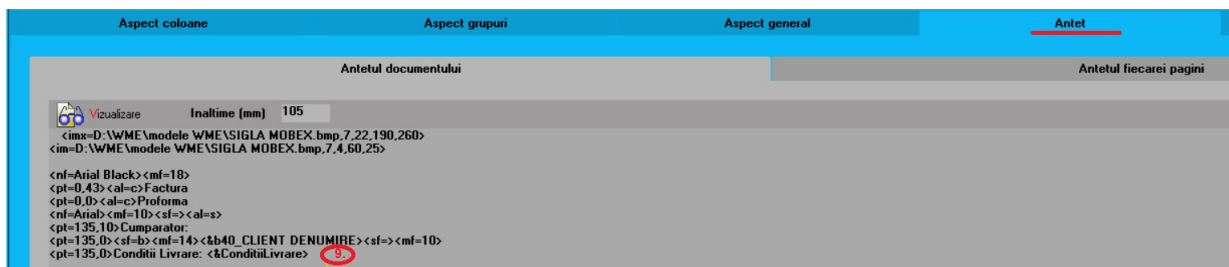 Aspect coloane Aspect grupuri Aspect general Antet
Antetul documentului Antetul fiecarei pagini
Vizualizare Inaltime (mm) 105
<imx=D:\WME\modele WME\SIGLA MOBEX.bmp,7,22,190,260>
<im=D:\WME\modele WME\SIGLA MOBEX.bmp,7,4,60,25>
<nf=Arial Black><mf=18>
<pt=0,43><al=c>Factura
<pt=0,0><al=c>Proforma
<nf=Arial><mf=10><sf=><al=s>
<pt=135,10>Cumparator:
<pt=135,0><sf=b><mf=14><&b40_CLIENT DENUMIRE><sf=><mf=10>
<pt=135,0>Conditii Livrare: <&ConditiiLivrare> 9.